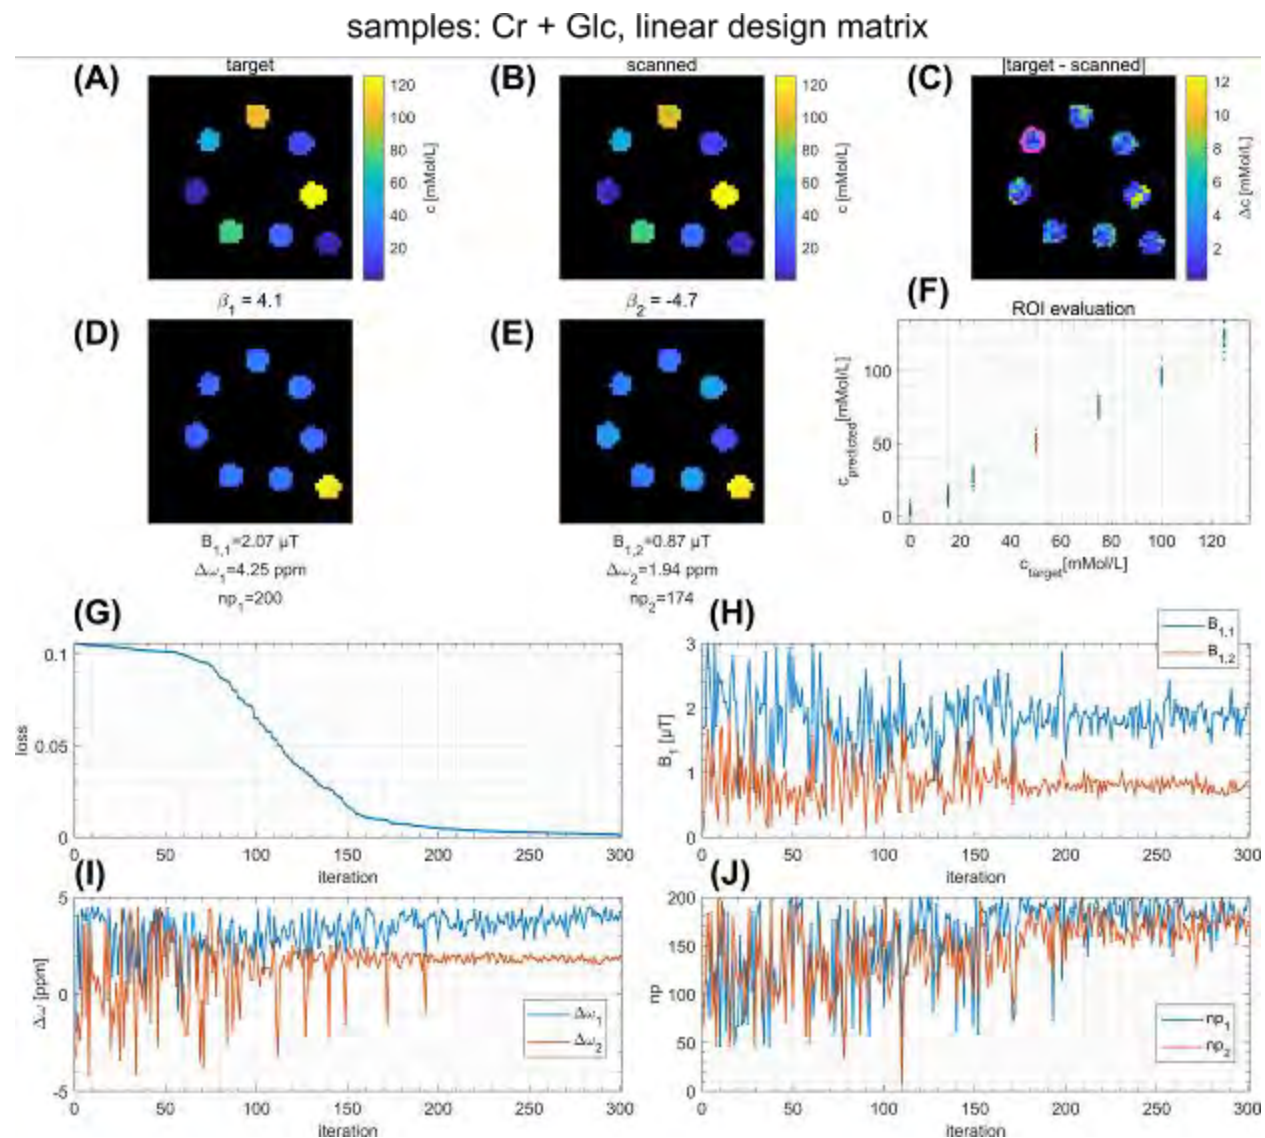 samples: Cr + Glc, linear design matrix
(A)
target
120
100
80
60
40
20
c [mMol/L]
(B)
scanned
120
100
80
60
40
20
c [mMol/L]
(C)
|target - scanned|
12
10
8
6
4
2
Δc [mMol/L]
(D)
β1 = 4.1
B1,1=2.07 µT
Δω1=4.25 ppm
np1=200
(E)
β2 = -4.7
B1,2=0.87 µT
Δω2=1.94 ppm
np2=174
(F)
ROI evaluation
cpredicted[mMol/L]
100
50
0
0 20 40 60 80 100 120
ctarget[mMol/L]
(G)
loss
0.1
0.05
0
0 50 100 150 200 250 300
iteration
(H)
B1,1
B1,2
B1 [µT]
3
2
1
0
0 50 100 150 200 250 300
iteration
(I)
Δω [ppm]
5
0
-5
Δω1
Δω2
0 50 100 150 200 250 300
iteration
(J)
np
200
150
100
50
0
np1
np2
0 50 100 150 200 250 300
iteration